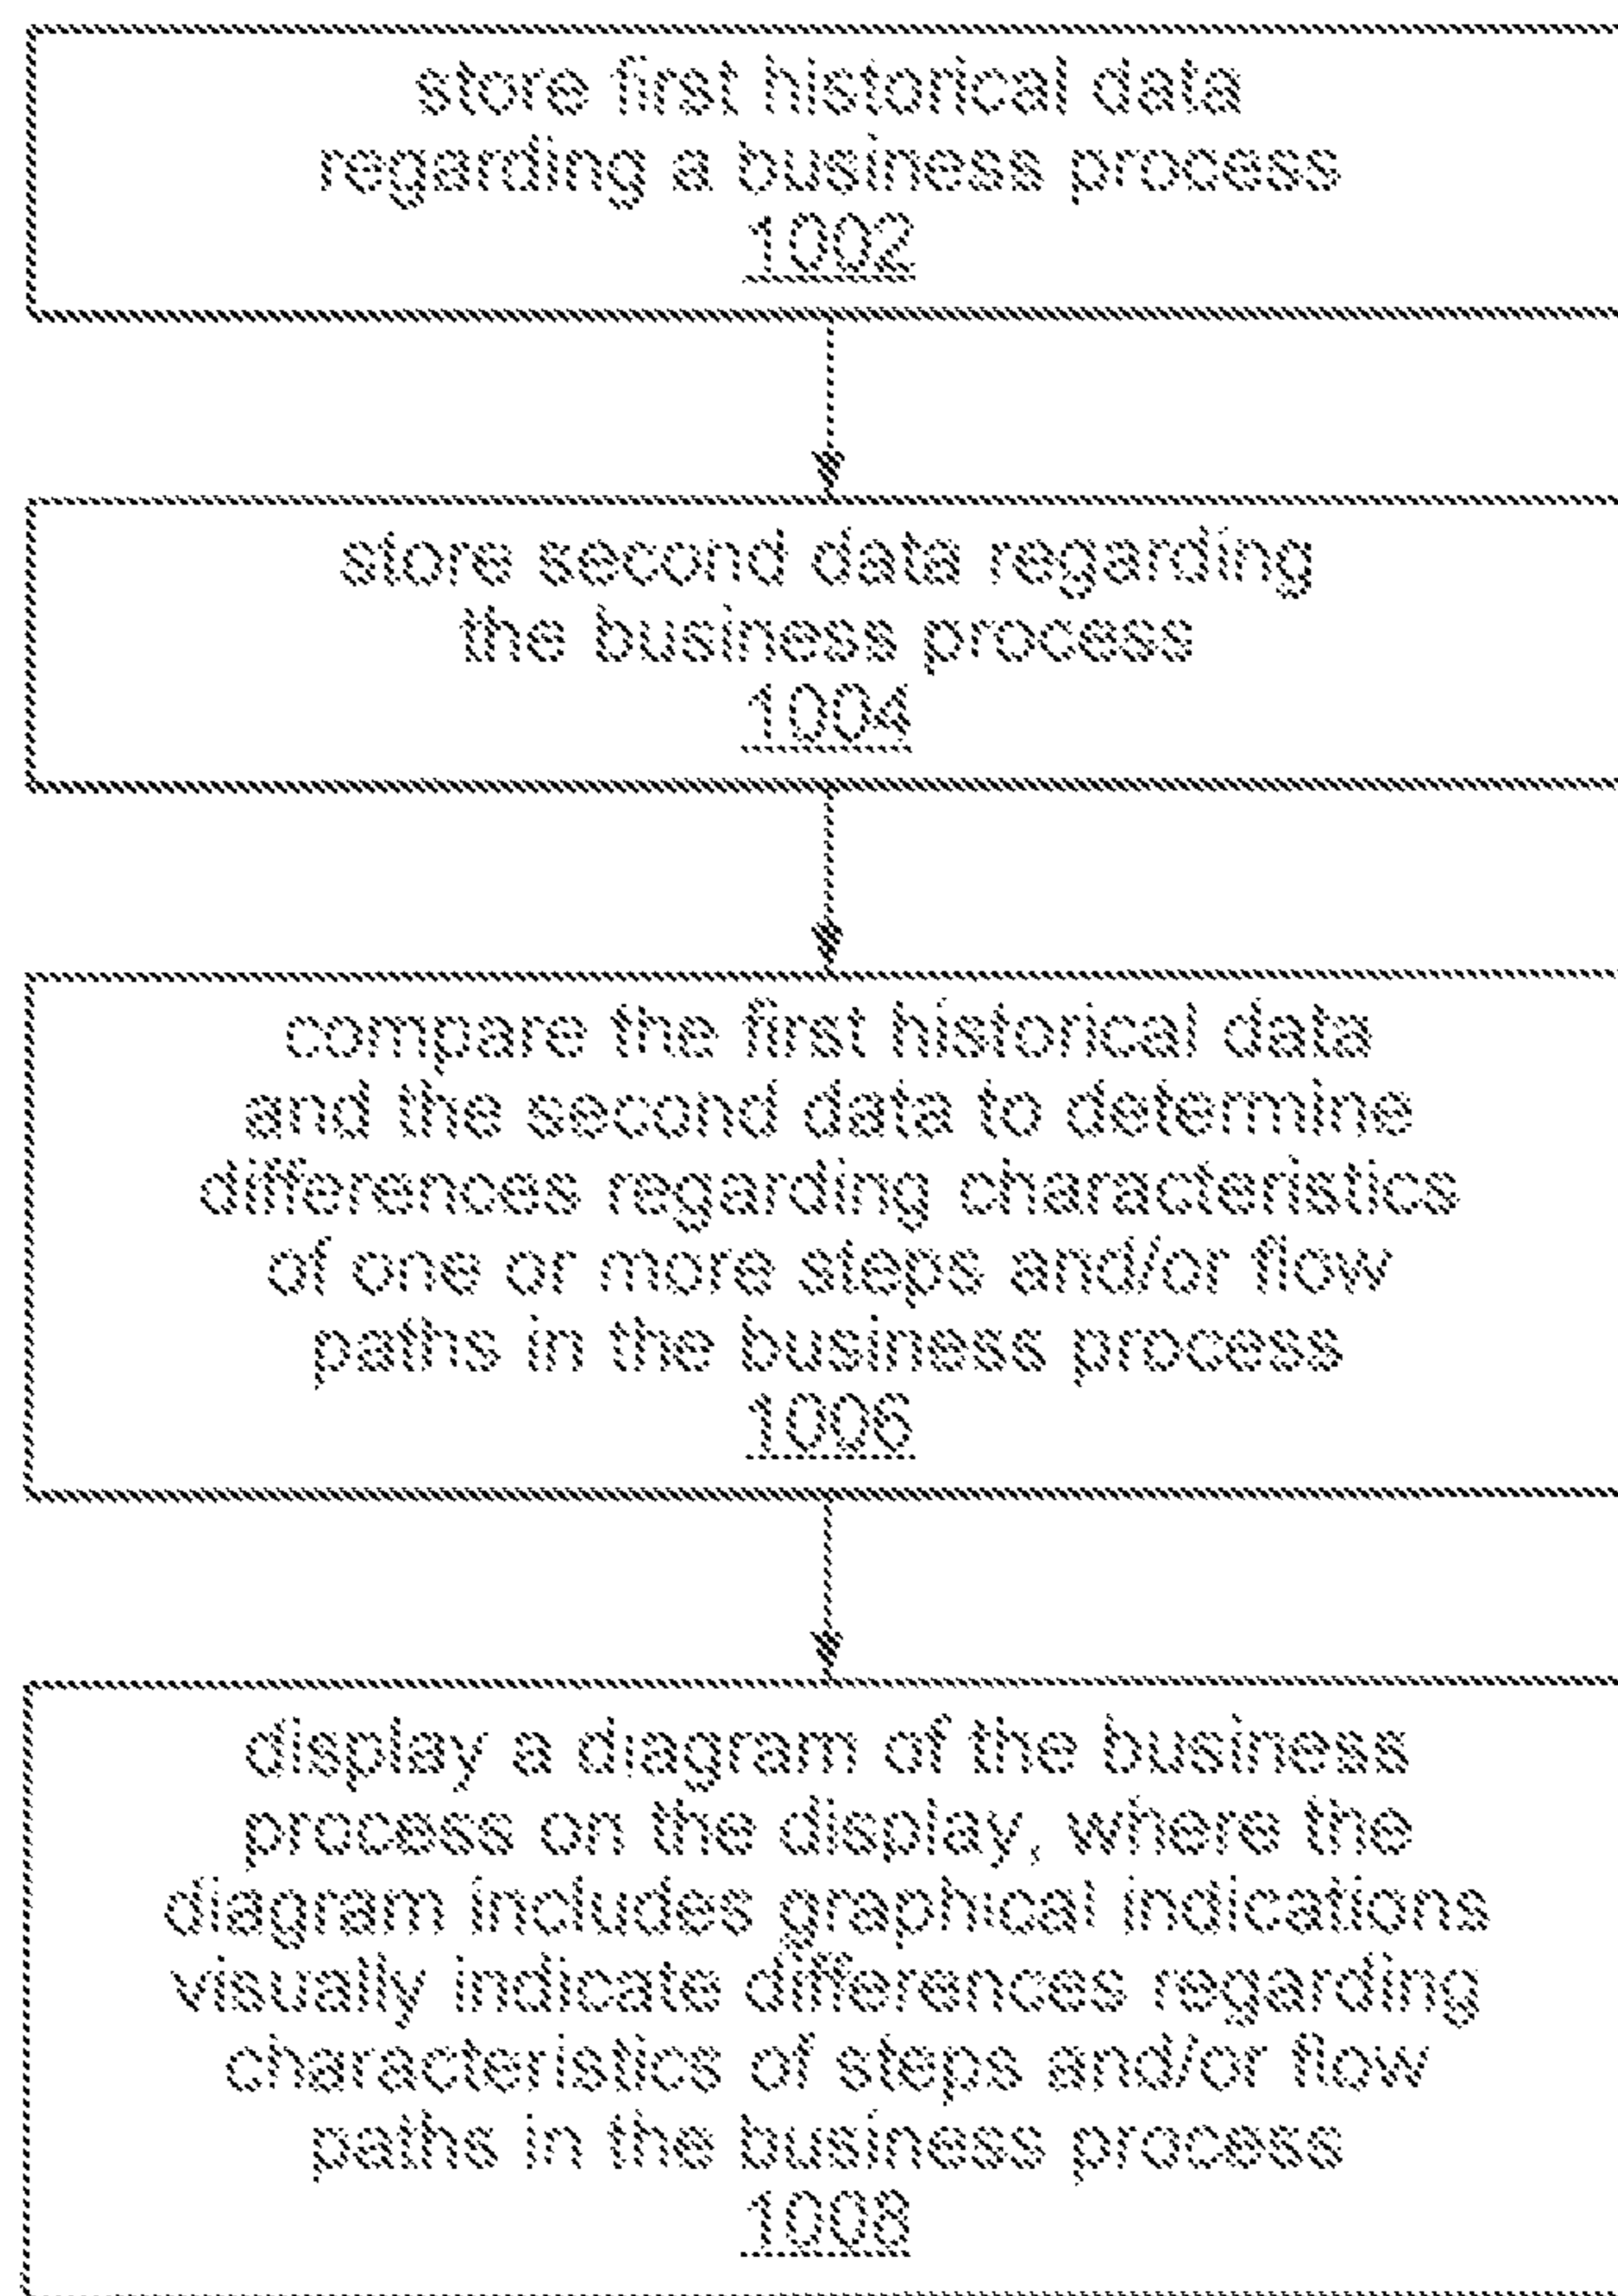 store first historical data
regarding a business process
1002
store second data regarding
the business process
1004
compare the first historical data
and the second data to determine
differences regarding characteristics
of one or more steps and/or flow
paths in the business process
1006
display a diagram of the business
process on the display, where the
diagram includes graphical indications
visually indicate differences regarding
characteristics of steps and/or flow
paths in the business process
1008